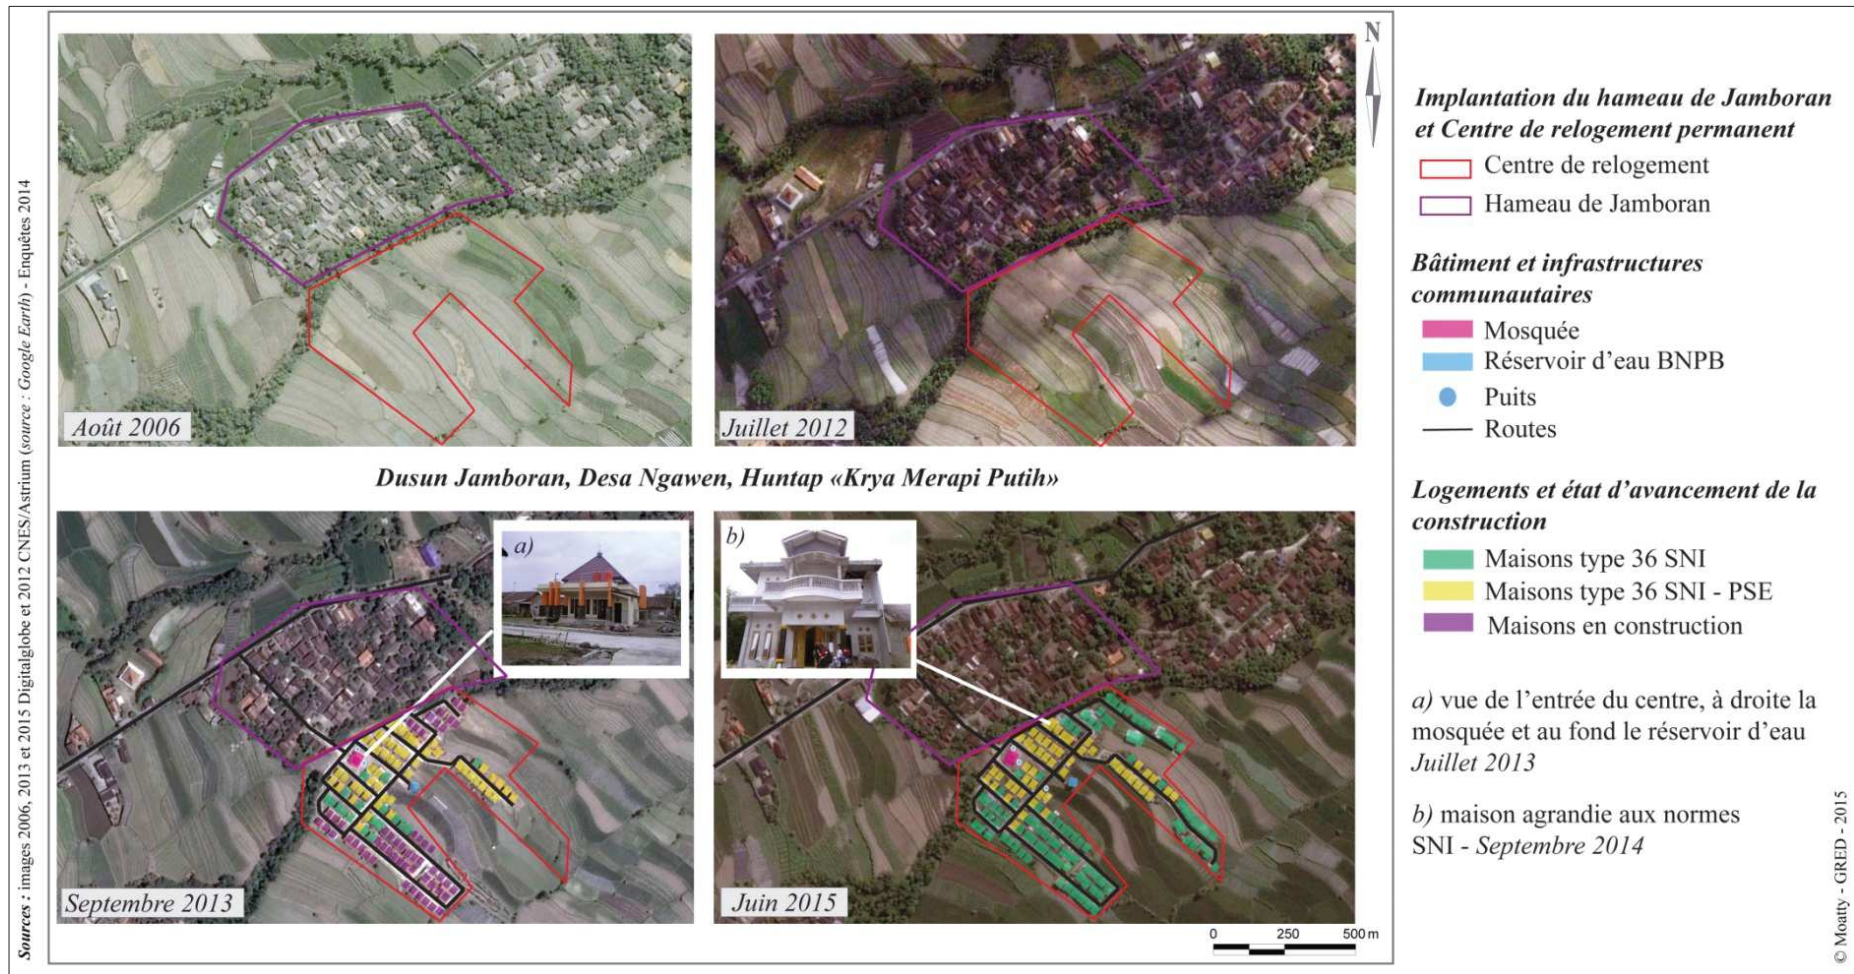 Sources : images 2006, 2013 et 2015 Digitalglobe et 2012 CNES/Astrium (source : Google Earth) - Enquêtes 2014
Août 2006
Juillet 2012
N
Dusun Jamboran, Desa Ngawen, Huntap «Krya Merapi Putih»
a)
Septembre 2013
b)
Juin 2015
0 250 500 m
Implantation du hameau de Jamboran
et Centre de relogement permanent
Centre de relogement
Hameau de Jamboran
Bâtiment et infrastructures
communautaires
Mosquée
Réservoir d'eau BNPB
Puits
Routes
Logements et état d'avancement de la
construction
Maisons type 36 SNI
Maisons type 36 SNI - PSE
Maisons en construction
a) vue de l'entrée du centre, à droite la
mosquée et au fond le réservoir d'eau
Juillet 2013
b) maison agrandie aux normes
SNI - Septembre 2014
© Moatty - GRED - 2015